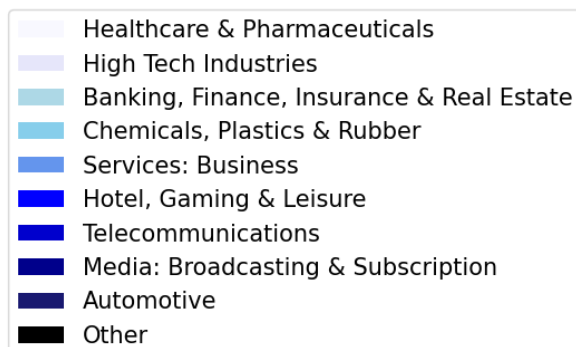 Healthcare & Pharmaceuticals
High Tech Industries
Banking, Finance, Insurance & Real Estate
Chemicals, Plastics & Rubber
Services: Business
Hotel, Gaming & Leisure
Telecommunications
Media: Broadcasting & Subscription
Automotive
Other